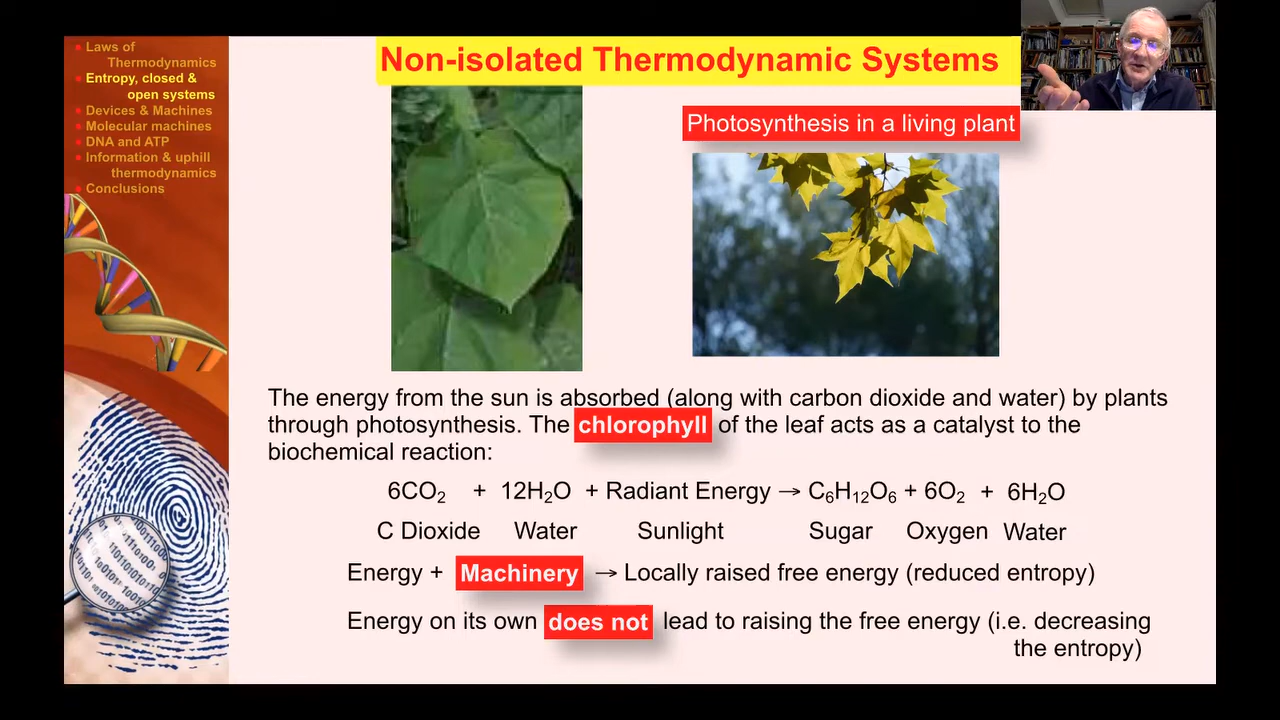 Laws of
Thermodynamics
Entropy, closed &
open systems
Devices & Machines
Molecular machines
DNA and ATP
Information & uphill
thermodynamics
Conclusions
Non-isolated Thermodynamic Systems
Photosynthesis in a living plant
The energy from the sun is absorbed (along with carbon dioxide and water) by plants
through photosynthesis. The chlorophyll of the leaf acts as a catalyst to the
biochemical reaction:
6CO₂ + 12H₂O + Radiant Energy → C₆H₁₂O₆ + 6O₂ + 6H₂O
C Dioxide Water Sunlight Sugar Oxygen Water
Energy + Machinery → Locally raised free energy (reduced entropy)
Energy on its own does not lead to raising the free energy (i.e. decreasing
the entropy)